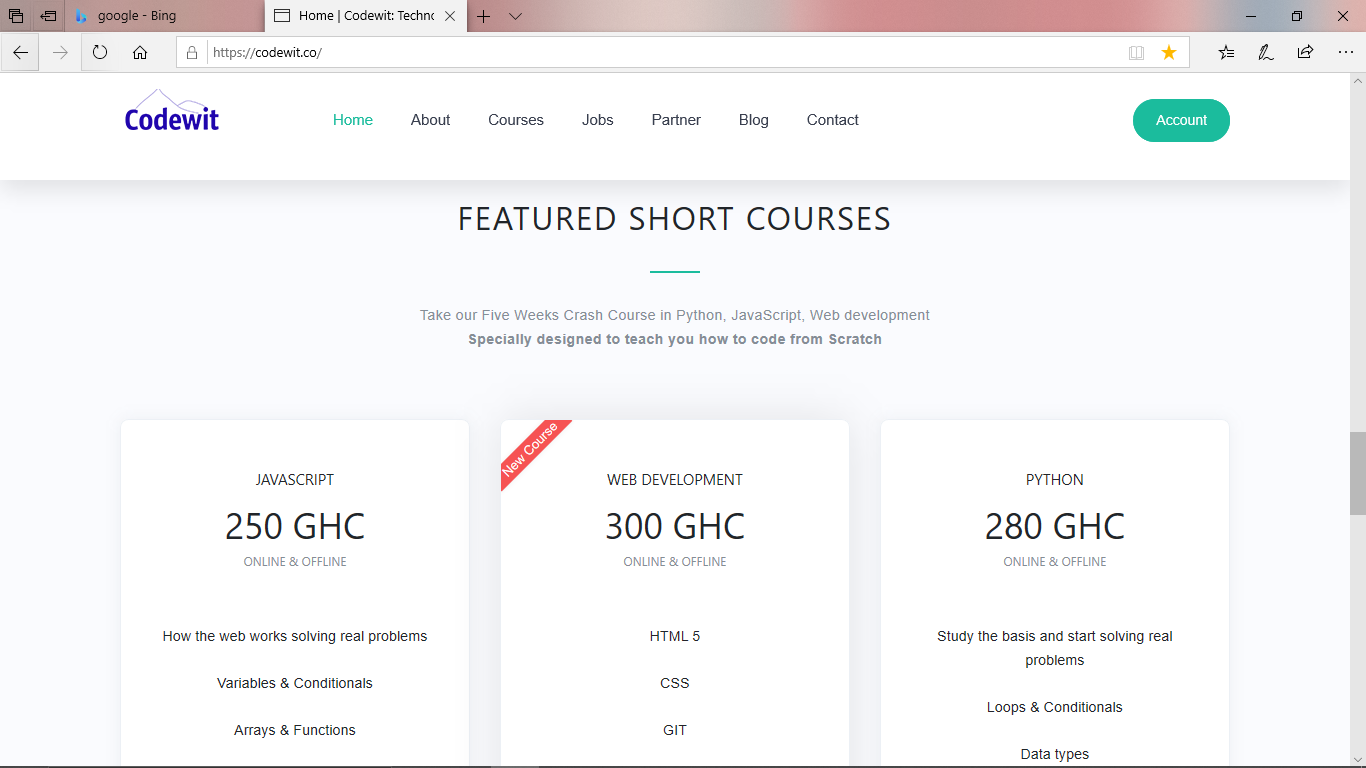 google - Bing
Home | Codewit: Techno
https://codewit.co/
Codewit
Home About Courses Jobs Partner Blog Contact Account
FEATURED SHORT COURSES
Take our Five Weeks Crash Course in Python, JavaScript, Web development
Specially designed to teach you how to code from Scratch
JAVASCRIPT
250 GHC
ONLINE & OFFLINE
How the web works solving real problems
Variables & Conditionals
Arrays & Functions
New Course
WEB DEVELOPMENT
300 GHC
ONLINE & OFFLINE
HTML 5
CSS
GIT
PYTHON
280 GHC
ONLINE & OFFLINE
Study the basis and start solving real
problems
Loops & Conditionals
Data types